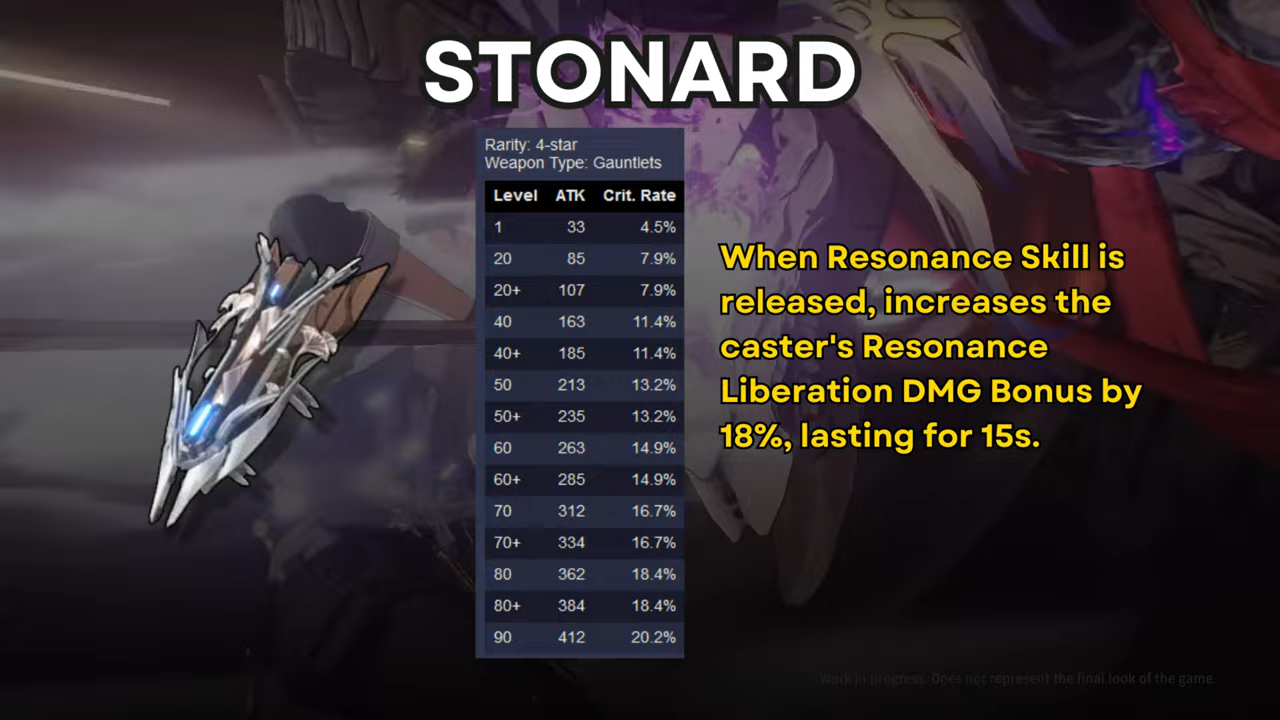 STONARD
Rarity: 4-star
Weapon Type: Gauntlets
Level ATK Crit. Rate
1 33 4.5%
20 85 7.9%
20+ 107 7.9%
40 163 11.4%
40+ 185 11.4%
50 213 13.2%
50+ 235 13.2%
60 263 14.9%
60+ 285 14.9%
70 312 16.7%
70+ 334 16.7%
80 362 18.4%
80+ 384 18.4%
90 412 20.2%
When Resonance Skill is
released, increases the
caster's Resonance
Liberation DMG Bonus by
18%, lasting for 15s.
Work in progress. Does not represent the final look of the game.